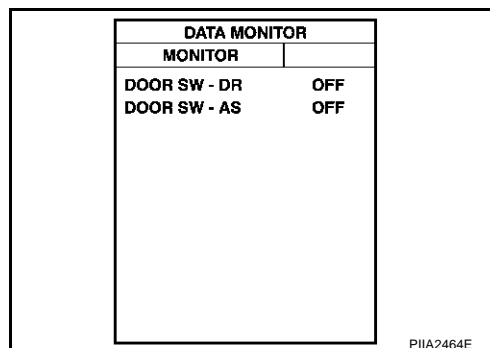 DATA MONITOR
MONITOR
DOOR SW - DR OFF
DOOR SW - AS OFF
PIIA2464E